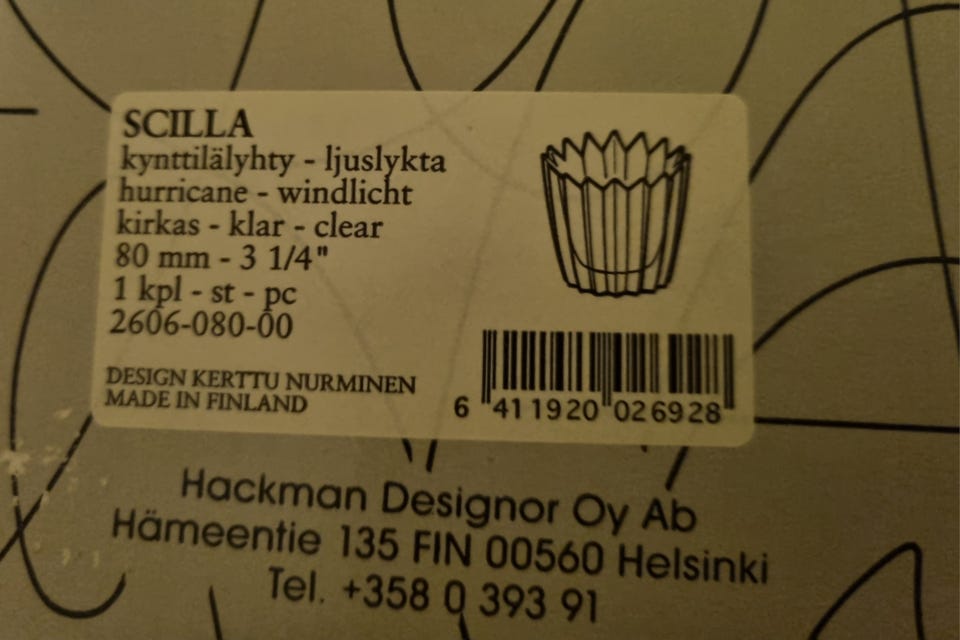 SCILLA
kynttilälyhty - ljuslykta
hurricane - windlicht
kirkas - klar - clear
80 mm - 3 1/4"
1 kpl - st - pc
2606-080-00
DESIGN KERTTU NURMINEN
MADE IN FINLAND
6 411920 026928
Hackman Designor Oy Ab
Hämeentie 135 FIN 00560 Helsinki
Tel. +358 0 393 91